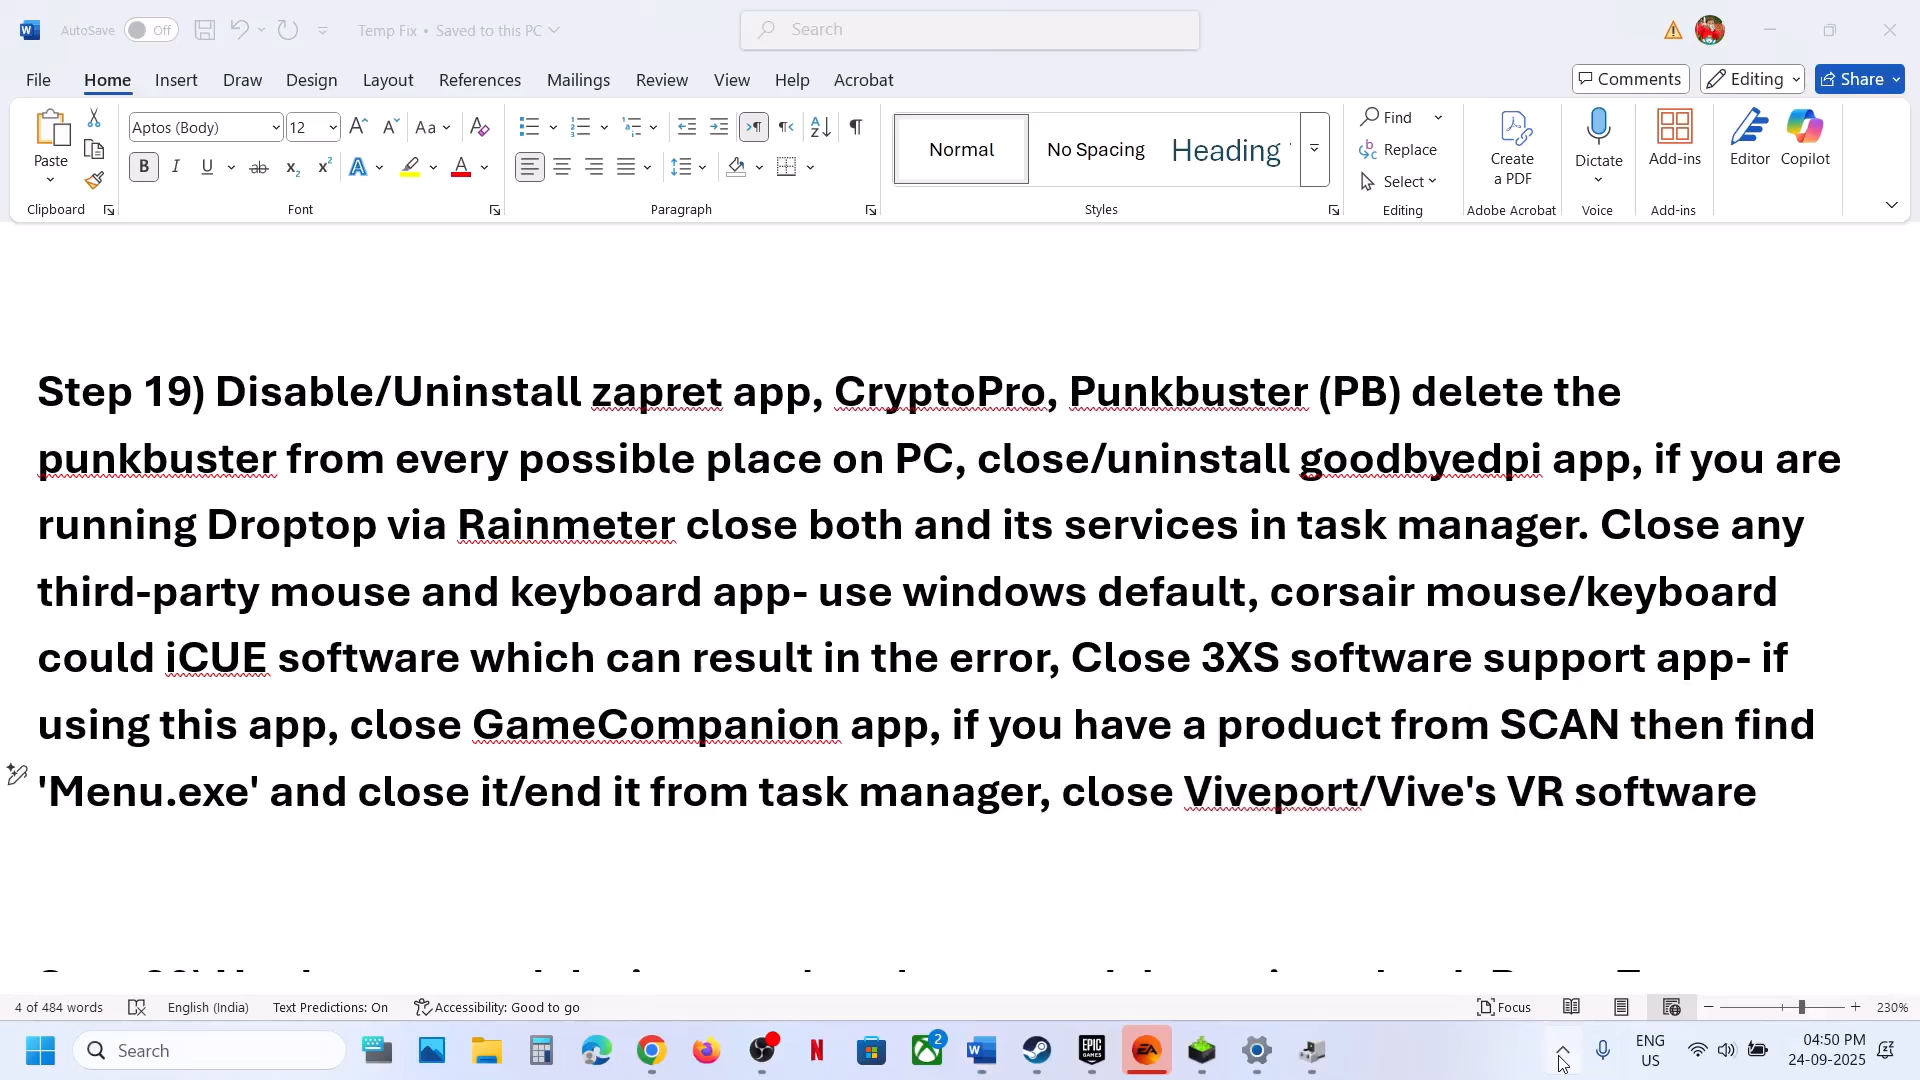 AutoSave Off Temp Fix • Saved to this PC Search
File Home Insert Draw Design Layout References Mailings Review View Help Acrobat Comments Editing Share
Paste Aptos (Body) 12 Aa Normal No Spacing Heading Find Replace Select Create a PDF Dictate Add-ins Editor Copilot
Clipboard Font Paragraph Styles Editing Adobe Acrobat Voice Add-ins
Step 19) Disable/Uninstall zapret app, CryptoPro, Punkbuster (PB) delete the
punkbuster from every possible place on PC, close/uninstall goodbyedpi app, if you are
running Droptop via Rainmeter close both and its services in task manager. Close any
third-party mouse and keyboard app- use windows default, corsair mouse/keyboard
could iCUE software which can result in the error, Close 3XS software support app- if
using this app, close GameCompanion app, if you have a product from SCAN then find
'Menu.exe' and close it/end it from task manager, close Viveport/Vive's VR software
4 of 484 words English (India) Text Predictions: On Accessibility: Good to go Focus 230%
Search 2 EPIC GAMES EA ENG US 04:50 PM 24-09-2025